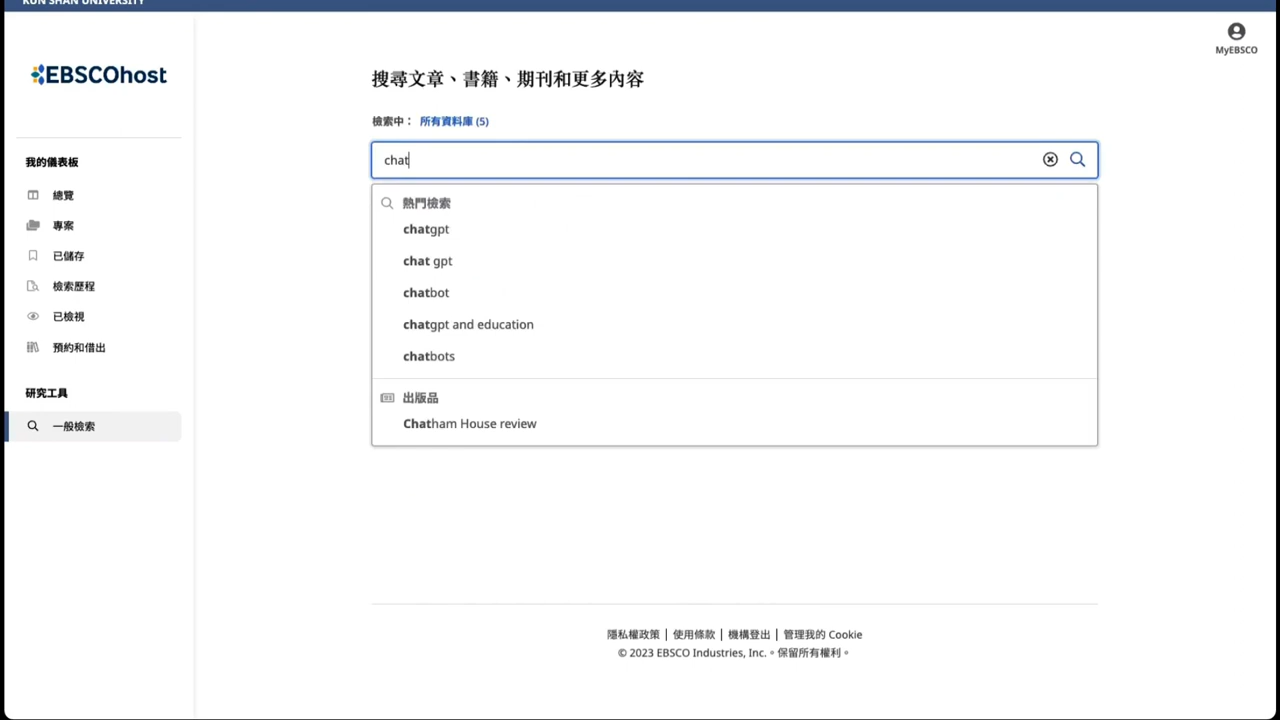 KUN SHAN UNIVERSITY
MyEBSCO
EBSCOhost
搜尋文章、書籍、期刊和更多內容
檢索中： 所有資料庫 (5)
chat
熱門檢索
chatgpt
chat gpt
chatbot
chatgpt and education
chatbots
出版品
Chatham House review
我的儀表板
總覽
專案
已儲存
檢索歷程
已檢視
預約和借出
研究工具
一般檢索
隱私權政策 | 使用條款 | 機構登出 | 管理我的 Cookie
© 2023 EBSCO Industries, Inc.。保留所有權利。